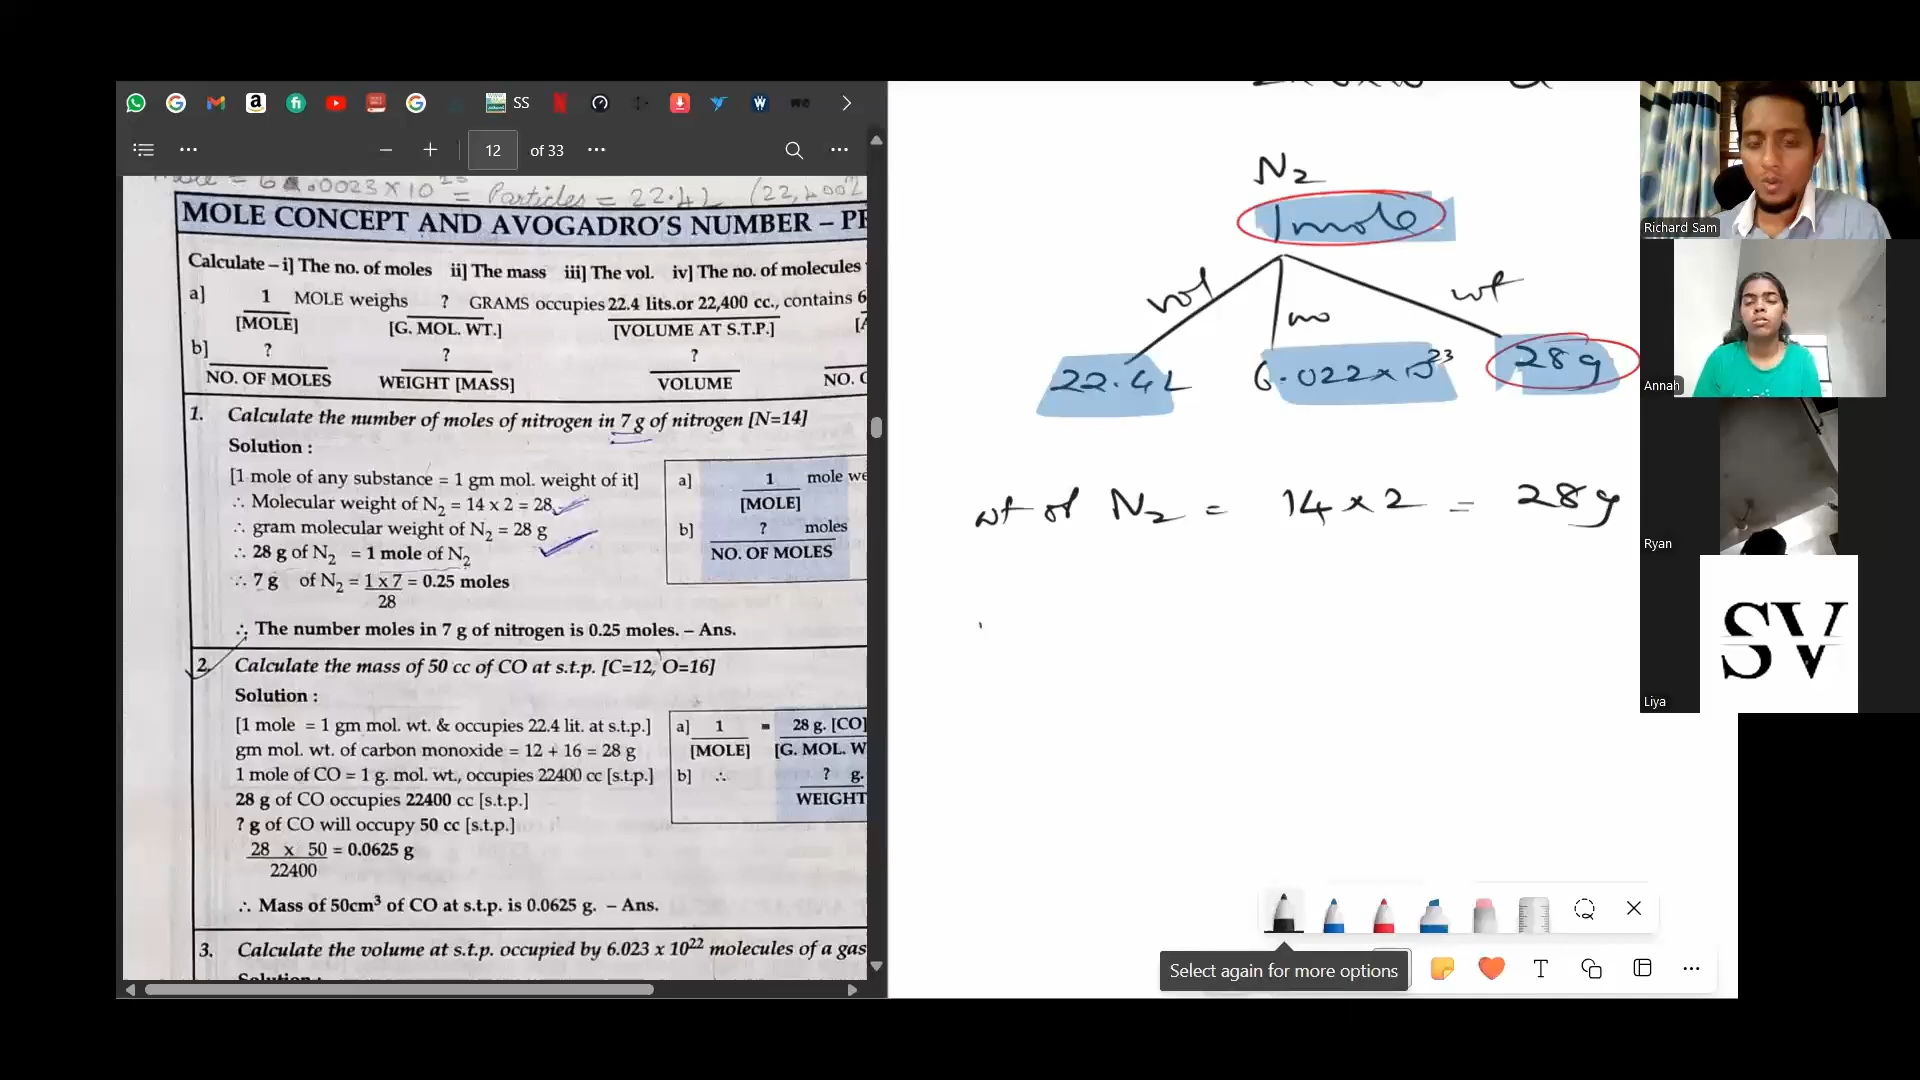 SS
12 of 33
= Particles = 22.4L
MOLE CONCEPT AND AVOGADRO'S NUMBER – P
Calculate – i] The no. of moles ii] The mass iii] The vol. iv] The no. of molecules
a] 1 MOLE weighs ? GRAMS occupies 22.4 lits.or 22,400 cc., contains 6
[MOLE] [G. MOL. WT.] [VOLUME AT S.T.P.]
b] ? ? ?
NO. OF MOLES WEIGHT [MASS] VOLUME NO.
1. Calculate the number of moles of nitrogen in 7 g of nitrogen [N=14]
Solution :
[1 mole of any substance = 1 gm mol. weight of it]
∴ Molecular weight of N₂ = 14 x 2 = 28
∴ gram molecular weight of N₂ = 28 g
∴ 28 g of N₂ = 1 mole of N₂
∴ 7 g of N₂ = 1 x 7 = 0.25 moles
28
a] 1 mole we
[MOLE]
b] ? moles
NO. OF MOLES
∴ The number moles in 7 g of nitrogen is 0.25 moles. – Ans.
2. Calculate the mass of 50 cc of CO at s.t.p. [C=12, O=16]
Solution :
[1 mole = 1 gm mol. wt. & occupies 22.4 lit. at s.t.p.]
gm mol. wt. of carbon monoxide = 12 + 16 = 28 g
1 mole of CO = 1 g. mol. wt., occupies 22400 cc [s.t.p.]
28 g of CO occupies 22400 cc [s.t.p.]
? g of CO will occupy 50 cc [s.t.p.]
28 x 50 = 0.0625 g
22400
a] 1 = 28 g. [CO]
[MOLE] [G. MOL. W
b] ∴ ? g.
WEIGHT
∴ Mass of 50cm³ of CO at s.t.p. is 0.0625 g. – Ans.
3. Calculate the volume at s.t.p. occupied by 6.023 x 10²² molecules of a gas
N₂
1 mole
vol no wt
22.4 L 6.022 x 10²³ 28 g
wt of N₂ = 14 x 2 = 28 g
Select again for more options
Richard Sam
Annah
Ryan
SV
Liya